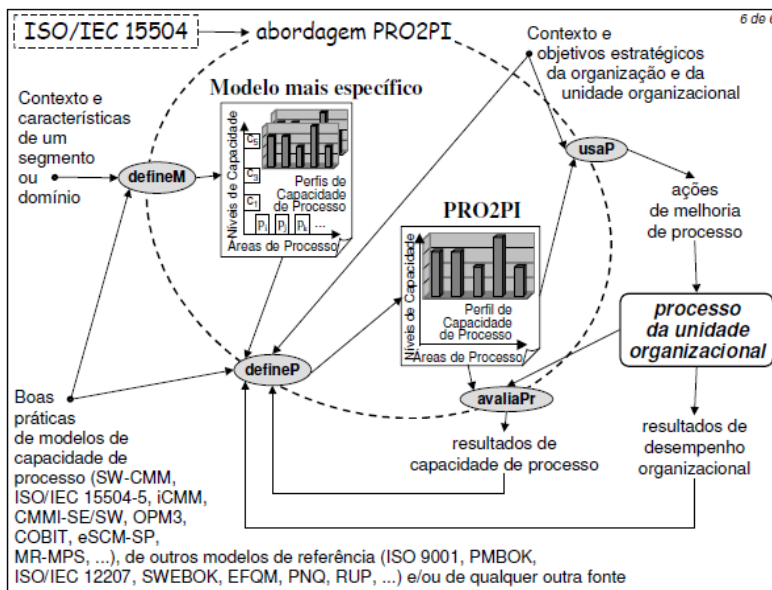 ISO/IEC 15504
abordagem PRO2PI
6 de 6
Contexto e
objetivos estratégicos
da organização e da
unidade organizacional
Modelo mais específico
Contexto e
características
de um
segmento
ou
domínio
defineM
Níveis de Capacidade
C5
C3
C1
Perfis de
Capacidade
de Processo
pi pj pk ...
Áreas de Processo
usaP
ações
de melhoria
de processo
PRO2PI
Níveis de Capacidade
Perfil de
Capacidade
de Processo
Áreas de Processo
processo
da unidade
organizacional
defineP
avaliaPr
resultados de
capacidade de processo
resultados de
desempenho
organizacional
Boas
práticas
de modelos de
capacidade de
processo (SW-CMM,
ISO/IEC 15504-5, iCMM,
CMMI-SE/SW, OPM3,
COBIT, eSCM-SP,
MR-MPS, ...), de outros modelos de referência (ISO 9001, PMBOK,
ISO/IEC 12207, SWEBOK, EFQM, PNQ, RUP, ...) e/ou de qualquer outra fonte